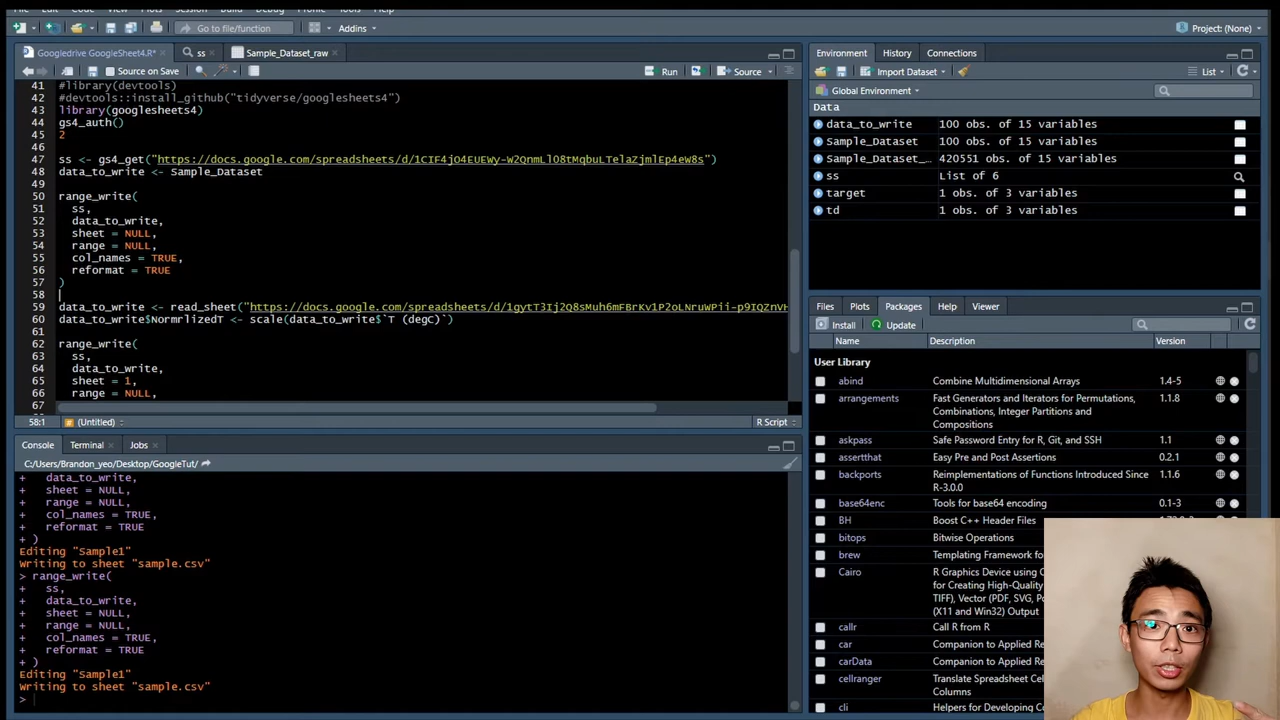 File Edit Code View Plots Session Build Debug Profile Tools Help
Go to file/function
Addins
Project: (None)
Googledrive GoogleSheet4.R*
ss
Sample_Dataset_raw
Source on Save
Run
Source
41 #library(devtools)
42 #devtools::install_github("tidyverse/googlesheets4")
43 library(googlesheets4)
44 gs4_auth()
45 2
46
47 ss <- gs4_get("https://docs.google.com/spreadsheets/d/1CIF4jO4EUEWy-W2QnmLlO8tMqbuLTelaZjmlEp4eW8s")
48 data_to_write <- Sample_Dataset
49
50 range_write(
51 ss,
52 data_to_write,
53 sheet = NULL,
54 range = NULL,
55 col_names = TRUE,
56 reformat = TRUE
57 )
58
59 data_to_write <- read_sheet("https://docs.google.com/spreadsheets/d/1gytT3Ij2Q8sMuh6mFBrKv1P2oLNruWPii-p9IQZnVH
60 data_to_write$NormrlizedT <- scale(data_to_write$`T (degC)`)
61
62 range_write(
63 ss,
64 data_to_write,
65 sheet = 1,
66 range = NULL,
67
58:1
(Untitled)
R Script
Console
Terminal
Jobs
C:/Users/Brandon_yeo/Desktop/GoogleTut/
+ data_to_write,
+ sheet = NULL,
+ range = NULL,
+ col_names = TRUE,
+ reformat = TRUE
+ )
Editing "Sample1"
Writing to sheet "sample.csv"
> range_write(
+ ss,
+ data_to_write,
+ sheet = NULL,
+ range = NULL,
+ col_names = TRUE,
+ reformat = TRUE
+ )
Editing "Sample1"
Writing to sheet "sample.csv"
>
Environment
History
Connections
Import Dataset
List
Global Environment
Data
data_to_write 100 obs. of 15 variables
Sample_Dataset 100 obs. of 15 variables
Sample_Dataset_… 420551 obs. of 15 variables
ss List of 6
target 1 obs. of 3 variables
td 1 obs. of 3 variables
Files
Plots
Packages
Help
Viewer
Install
Update
Name Description Version
User Library
abind Combine Multidimensional Arrays 1.4-5
arrangements Fast Generators and Iterators for Permutations, 1.1.8
Combinations, Integer Partitions and
Compositions
askpass Safe Password Entry for R, Git, and SSH 1.1
assertthat Easy Pre and Post Assertions 0.2.1
backports Reimplementations of Functions Introduced Since 1.1.6
R-3.0.0
base64enc Tools for base64 encoding 0.1-3
BH Boost C++ Header Files
bitops Bitwise Operations
brew Templating Framework for
Cairo R Graphics Device using C
for Creating High-Quality
TIFF), Vector (PDF, SVG, Po
(X11 and Win32) Output
callr Call R from R
car Companion to Applied Re
carData Companion to Applied Re
cellranger Translate Spreadsheet Cel
Columns
cli Helpers for Developing Co